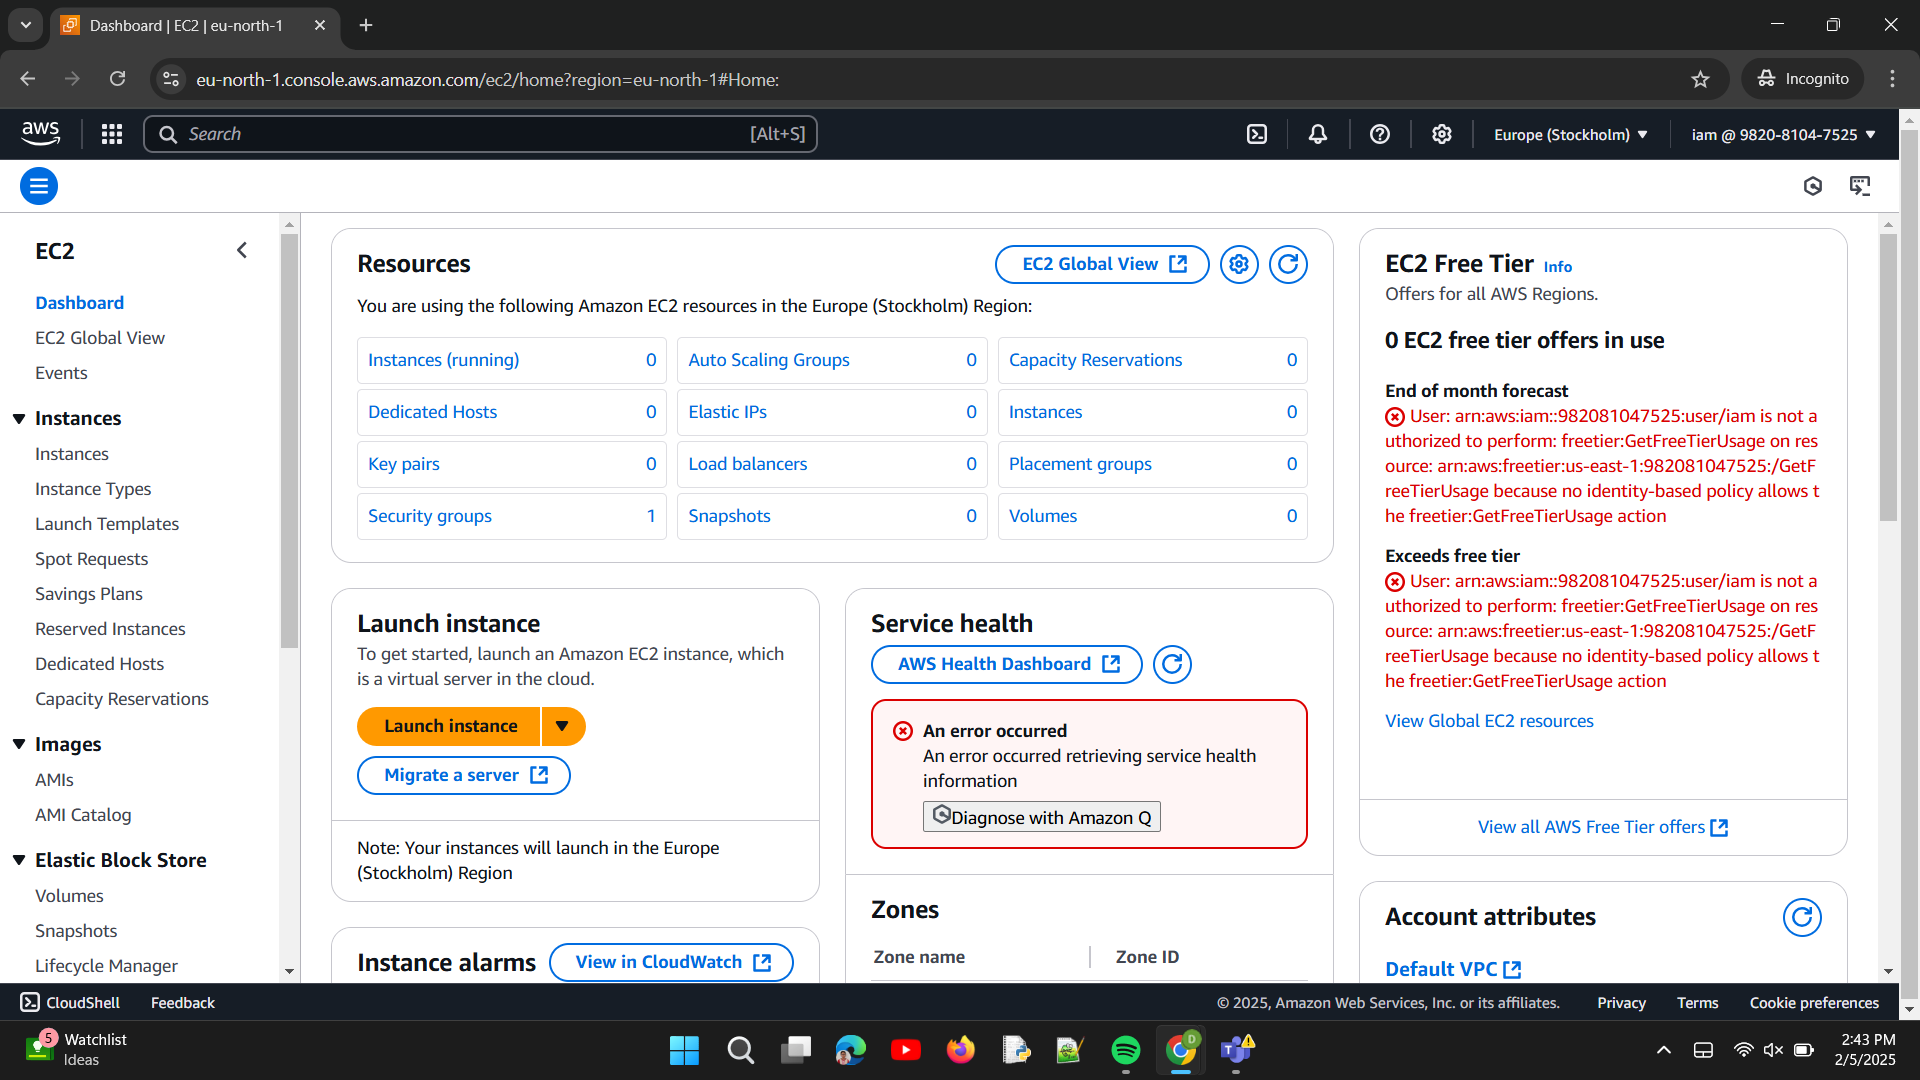 Dashboard | EC2 | eu-north-1
eu-north-1.console.aws.amazon.com/ec2/home?region=eu-north-1#Home:
Incognito
aws
Search
[Alt+S]
Europe (Stockholm)
iam @ 9820-8104-7525
EC2
Dashboard
EC2 Global View
Events
Instances
Instances
Instance Types
Launch Templates
Spot Requests
Savings Plans
Reserved Instances
Dedicated Hosts
Capacity Reservations
Images
AMIs
AMI Catalog
Elastic Block Store
Volumes
Snapshots
Lifecycle Manager
Resources
EC2 Global View
You are using the following Amazon EC2 resources in the Europe (Stockholm) Region:
Instances (running) 0
Auto Scaling Groups 0
Capacity Reservations 0
Dedicated Hosts 0
Elastic IPs 0
Instances 0
Key pairs 0
Load balancers 0
Placement groups 0
Security groups 1
Snapshots 0
Volumes 0
Launch instance
To get started, launch an Amazon EC2 instance, which
is a virtual server in the cloud.
Launch instance
Migrate a server
Note: Your instances will launch in the Europe
(Stockholm) Region
Instance alarms
View in CloudWatch
Service health
AWS Health Dashboard
An error occurred
An error occurred retrieving service health
information
Diagnose with Amazon Q
Zones
Zone name
Zone ID
EC2 Free Tier Info
Offers for all AWS Regions.
0 EC2 free tier offers in use
End of month forecast
User: arn:aws:iam::982081047525:user/iam is not a
uthorized to perform: freetier:GetFreeTierUsage on res
ource: arn:aws:freetier:us-east-1:982081047525:/GetF
reeTierUsage because no identity-based policy allows t
he freetier:GetFreeTierUsage action
Exceeds free tier
User: arn:aws:iam::982081047525:user/iam is not a
uthorized to perform: freetier:GetFreeTierUsage on res
ource: arn:aws:freetier:us-east-1:982081047525:/GetF
reeTierUsage because no identity-based policy allows t
he freetier:GetFreeTierUsage action
View Global EC2 resources
View all AWS Free Tier offers
Account attributes
Default VPC
CloudShell
Feedback
© 2025, Amazon Web Services, Inc. or its affiliates.
Privacy
Terms
Cookie preferences
5
Watchlist
Ideas
D
T
2:43 PM
2/5/2025